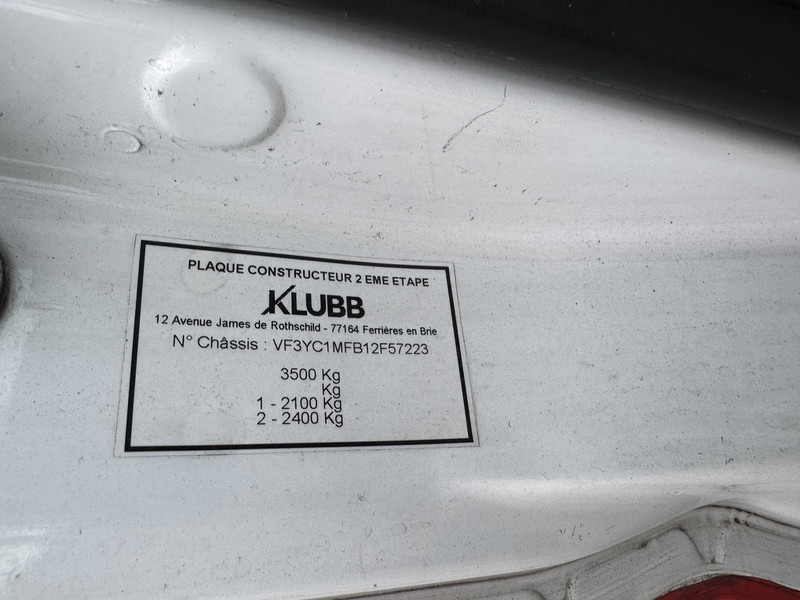 PLAQUE CONSTRUCTEUR 2 EME ETAPE
KLUBB
12 Avenue James de Rothschild - 77164 Ferrières en Brie
N° Châssis : VF3YC1MFB12F57223
3500 Kg
Kg
1 - 2100 Kg
2 - 2400 Kg